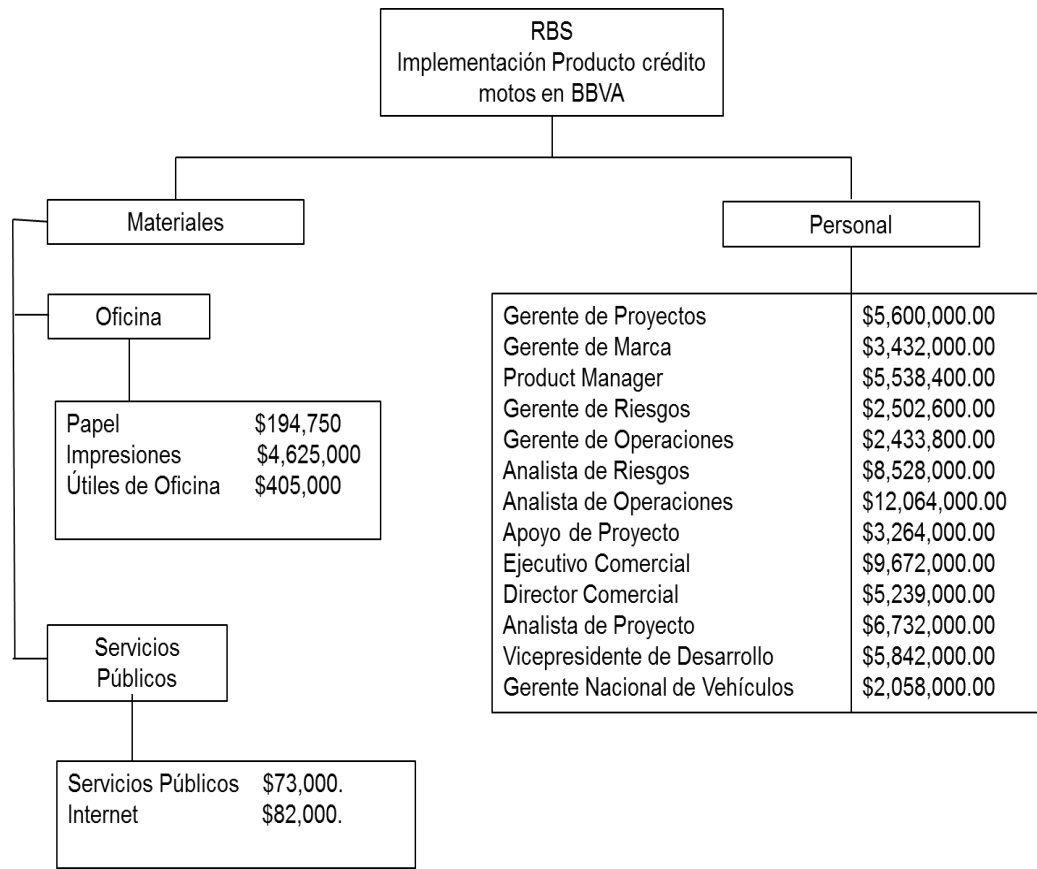 RBS
Implementación Producto crédito
motos en BBVA
Materiales
Personal
Oficina
Papel $194,750
Impresiones $4,625,000
Útiles de Oficina $405,000
Servicios
Públicos
Servicios Públicos $73,000.
Internet $82,000.
Gerente de Proyectos $5,600,000.00
Gerente de Marca $3,432,000.00
Product Manager $5,538,400.00
Gerente de Riesgos $2,502,600.00
Gerente de Operaciones $2,433,800.00
Analista de Riesgos $8,528,000.00
Analista de Operaciones $12,064,000.00
Apoyo de Proyecto $3,264,000.00
Ejecutivo Comercial $9,672,000.00
Director Comercial $5,239,000.00
Analista de Proyecto $6,732,000.00
Vicepresidente de Desarrollo $5,842,000.00
Gerente Nacional de Vehículos $2,058,000.00